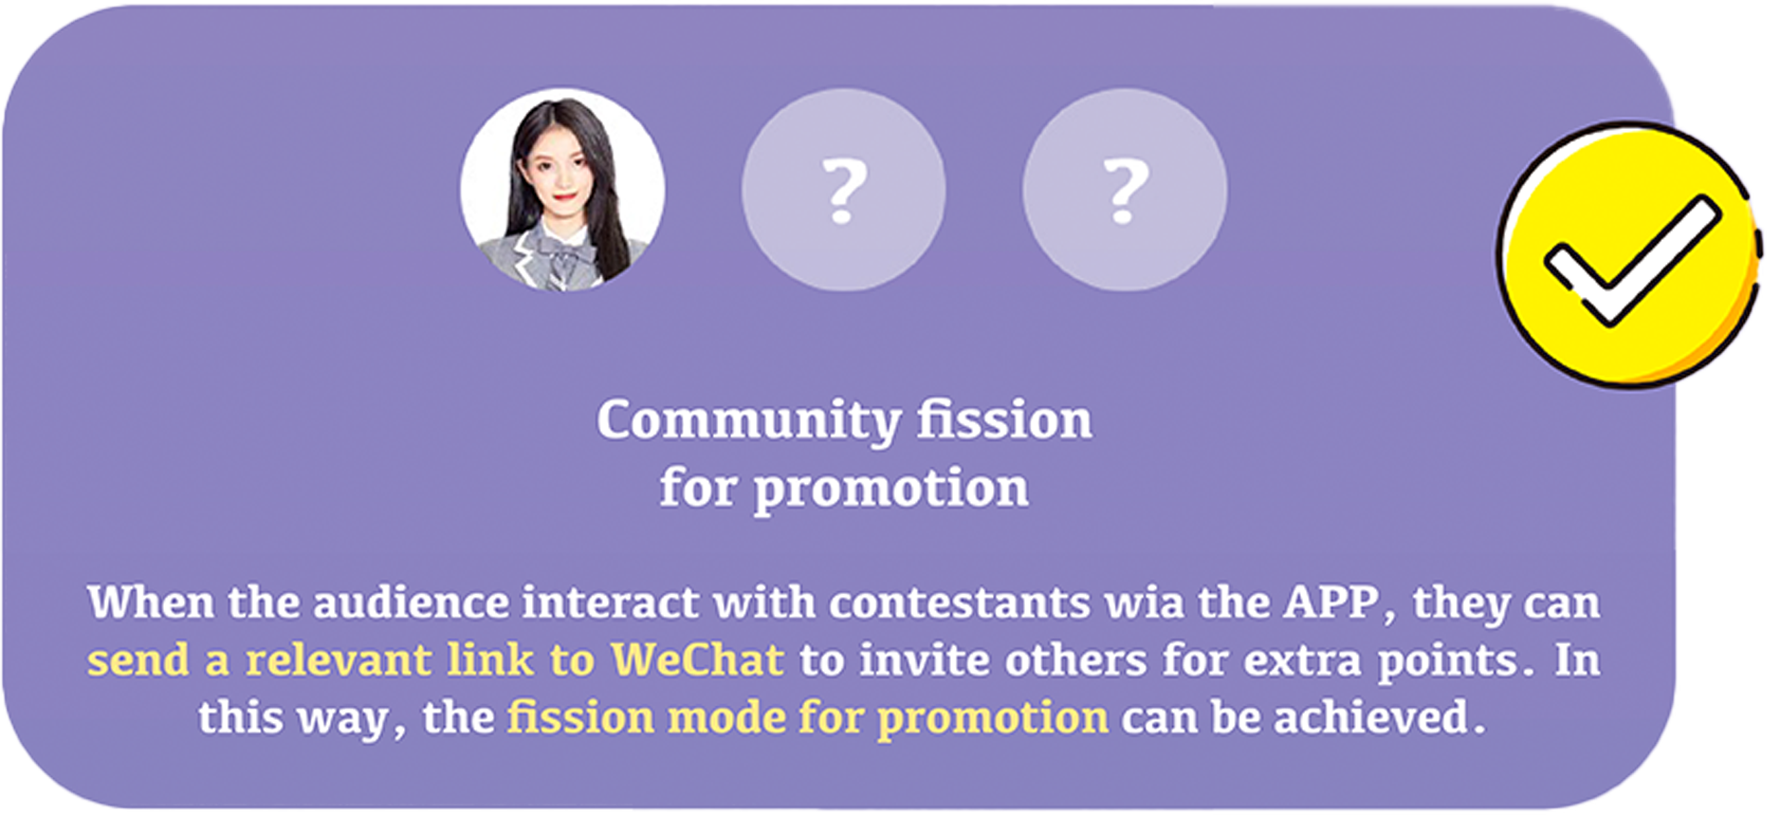 ? ?
Community fission
for promotion
When the audience interact with contestants wia the APP, they can
send a relevant link to WeChat to invite others for extra points. In
this way, the fission mode for promotion can be achieved.